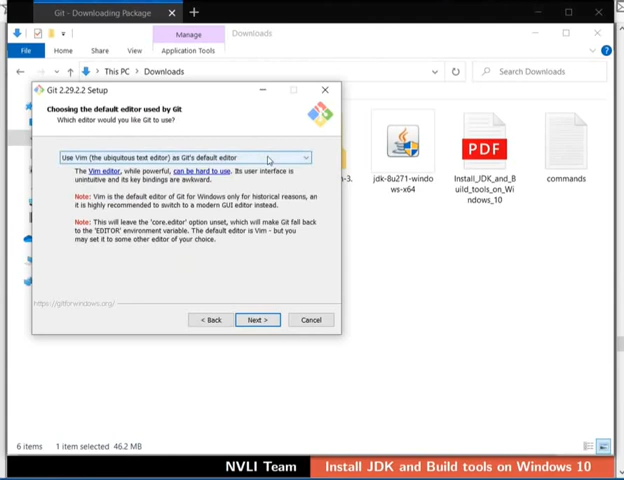 Git - Downloading Package
Manage
Downloads
File
Home
Share
View
Application Tools
This PC
Downloads
Search Downloads
Git 2.29.2.2 Setup
Choosing the default editor used by Git
Which editor would you like Git to use?
Use Vim (the ubiquitous text editor) as Git's default editor
The Vim editor, while powerful, can be hard to use. Its user interface is
unintuitive and its key bindings are awkward.
Note: Vim is the default editor of Git for Windows only for historical reasons, an
it is highly recommended to switch to a modern GUI editor instead.
Note: This will leave the 'core.editor' option unset, which will make Git fall back
to the 'EDITOR' environment variable. The default editor is Vim - but you
may set it to some other editor of your choice.
https://gitforwindows.org/
< Back
Next >
Cancel
n-3.
jdk-8u271-windo
ws-x64
PDF
Install_JDK_and_B
uild_tools_on_Wi
ndows_10
commands
6 items
1 item selected 46.2 MB
NVLI Team
Install JDK and Build tools on Windows 10